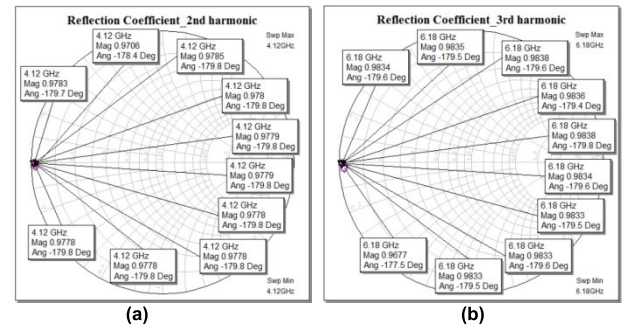 Reflection Coefficient_2nd harmonic
Swp Max
4.12GHz
4.12 GHz
Mag 0.9706
Ang -178.4 Deg
4.12 GHz
Mag 0.9785
Ang -179.8 Deg
4.12 GHz
Mag 0.9783
Ang -179.7 Deg
4.12 GHz
Mag 0.978
Ang -179.8 Deg
4.12 GHz
Mag 0.9779
Ang -179.8 Deg
4.12 GHz
Mag 0.9779
Ang -179.8 Deg
4.12 GHz
Mag 0.9778
Ang -179.8 Deg
4.12 GHz
Mag 0.9778
Ang -179.8 Deg
4.12 GHz
Mag 0.9778
Ang -179.8 Deg
4.12 GHz
Mag 0.9778
Ang -179.8 Deg
Swp Min
4.12GHz
(a)
Reflection Coefficient_3rd harmonic
Swp Max
6.18GHz
6.18 GHz
Mag 0.9835
Ang -179.5 Deg
6.18 GHz
Mag 0.9838
Ang -179.6 Deg
6.18 GHz
Mag 0.9834
Ang -179.6 Deg
6.18 GHz
Mag 0.9836
Ang -179.4 Deg
6.18 GHz
Mag 0.9838
Ang -179.8 Deg
6.18 GHz
Mag 0.9834
Ang -179.6 Deg
6.18 GHz
Mag 0.9833
Ang -179.5 Deg
6.18 GHz
Mag 0.9677
Ang -177.5 Deg
6.18 GHz
Mag 0.9833
Ang -179.6 Deg
6.18 GHz
Mag 0.9833
Ang -179.5 Deg
Swp Min
6.18GHz
(b)